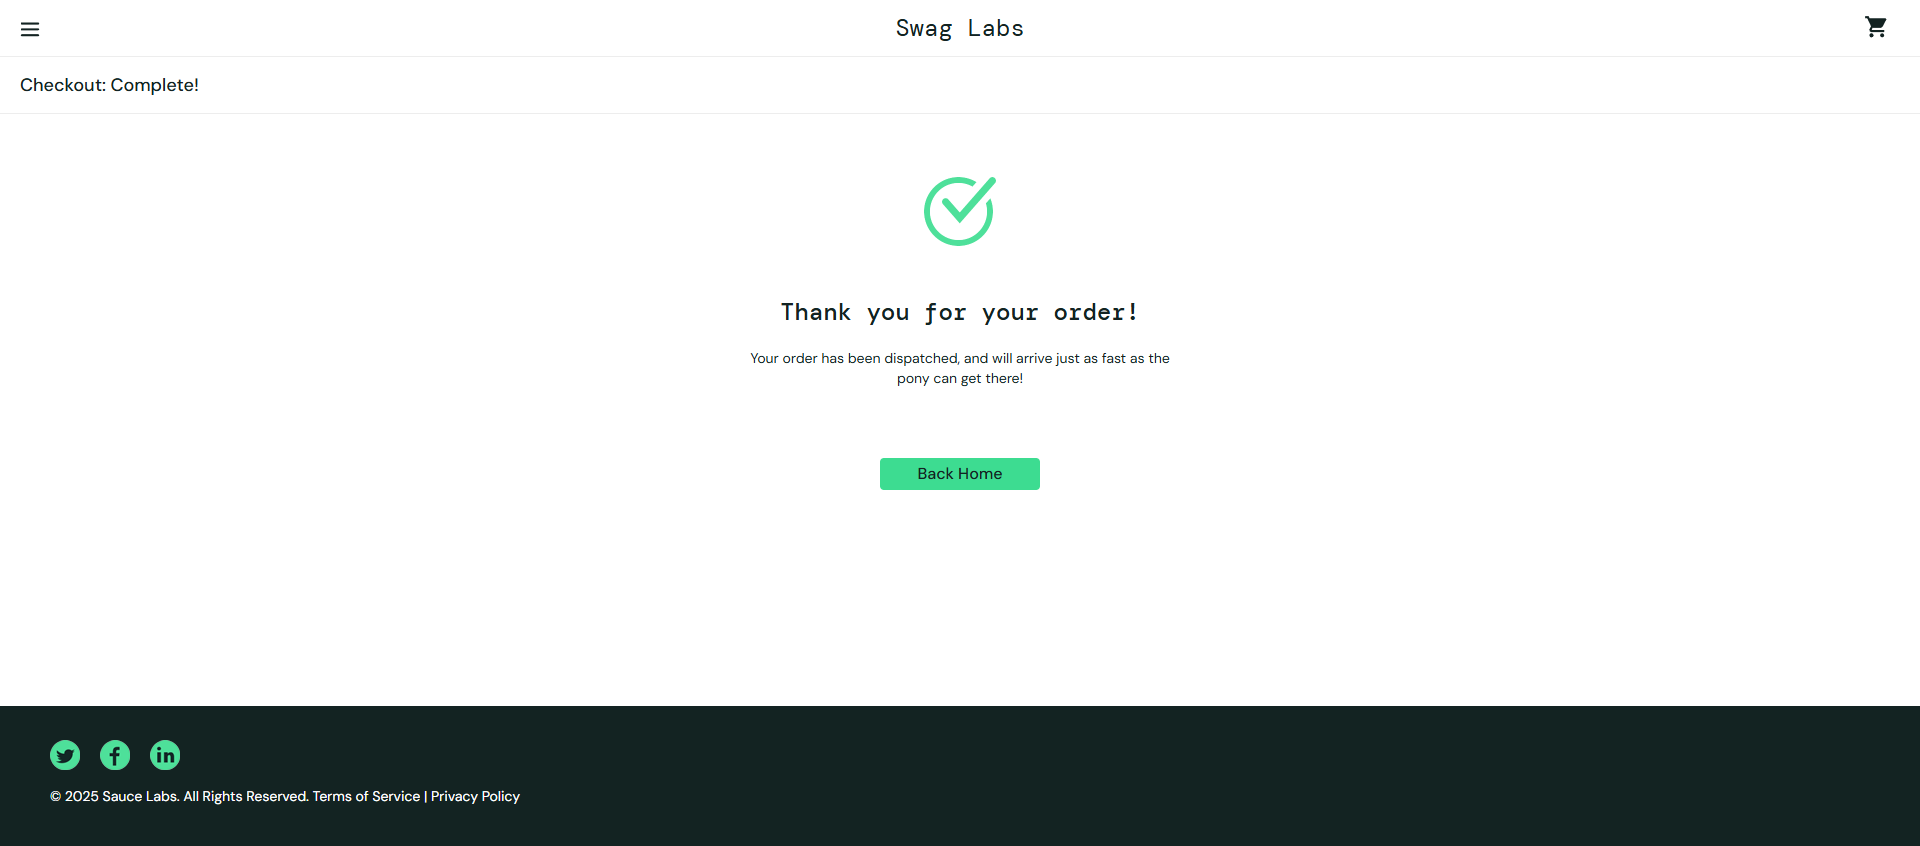 Swag Labs
Checkout: Complete!
Thank you for your order!
Your order has been dispatched, and will arrive just as fast as the
pony can get there!
Back Home
© 2025 Sauce Labs. All Rights Reserved. Terms of Service | Privacy Policy